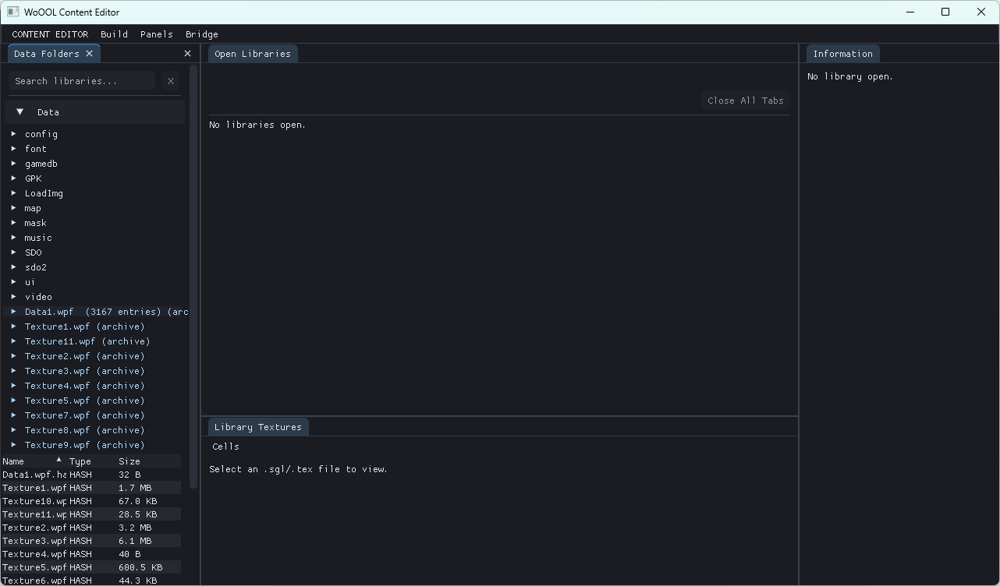 WoOOL Content Editor
CONTENT EDITOR Build Panels Bridge
Data Folders
Search libraries... X
Data
config
font
gamedb
GPK
LoadImg
map
mask
music
SDO
sdo2
ui
video
Data1.wpf (3167 entries) (arc
Texture1.wpf (archive)
Texture11.wpf (archive)
Texture2.wpf (archive)
Texture3.wpf (archive)
Texture4.wpf (archive)
Texture5.wpf (archive)
Texture7.wpf (archive)
Texture8.wpf (archive)
Texture9.wpf (archive)
Name Type Size
Data1.wpf.ha HASH 32 B
Texture1.wpf HASH 1.7 MB
Texture10.wp HASH 67.0 KB
Texture11.wp HASH 28.5 KB
Texture2.wpf HASH 3.2 MB
Texture3.wpf HASH 6.1 MB
Texture4.wpf HASH 40 B
Texture5.wpf HASH 600.5 KB
Texture6.wpf HASH 44.3 KB
Open Libraries
Close All Tabs
No libraries open.
Library Textures
Cells
Select an .sgl/.tex file to view.
Information
No library open.